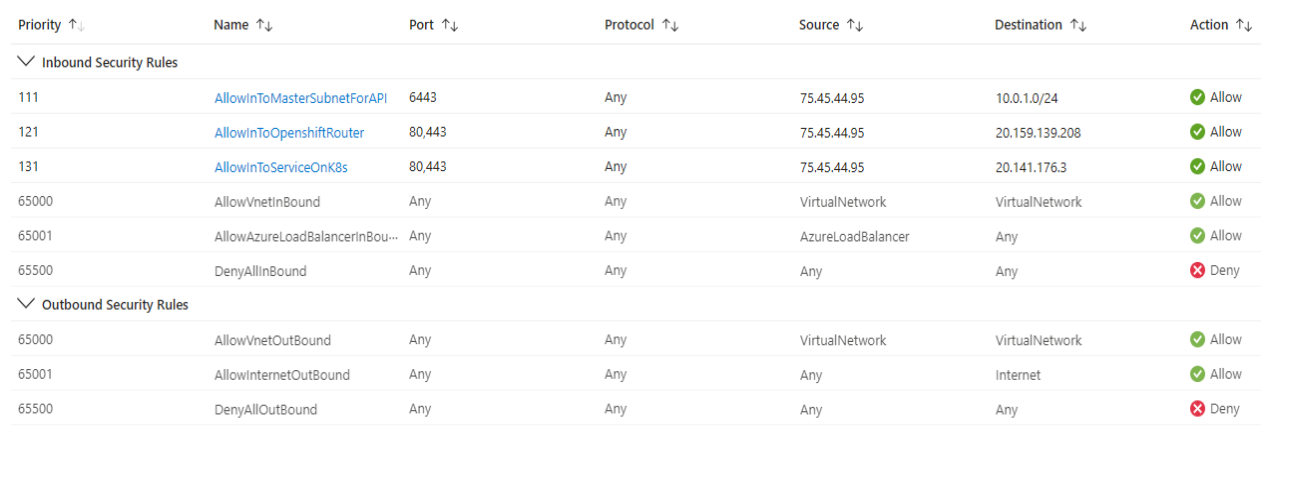 Priority ↑↓ Name ↑↓ Port ↑↓ Protocol ↑↓ Source ↑↓ Destination ↑↓ Action ↑↓
Inbound Security Rules
111 AllowInToMasterSubnetForAPI 6443 Any 75.45.44.95 10.0.1.0/24 Allow
121 AllowInToOpenshiftRouter 80,443 Any 75.45.44.95 20.159.139.208 Allow
131 AllowInToServiceOnK8s 80,443 Any 75.45.44.95 20.141.176.3 Allow
65000 AllowVnetInBound Any Any VirtualNetwork VirtualNetwork Allow
65001 AllowAzureLoadBalancerInBou··· Any Any AzureLoadBalancer Any Allow
65500 DenyAllInBound Any Any Any Any Deny
Outbound Security Rules
65000 AllowVnetOutBound Any Any VirtualNetwork VirtualNetwork Allow
65001 AllowInternetOutBound Any Any Any Internet Allow
65500 DenyAllOutBound Any Any Any Any Deny